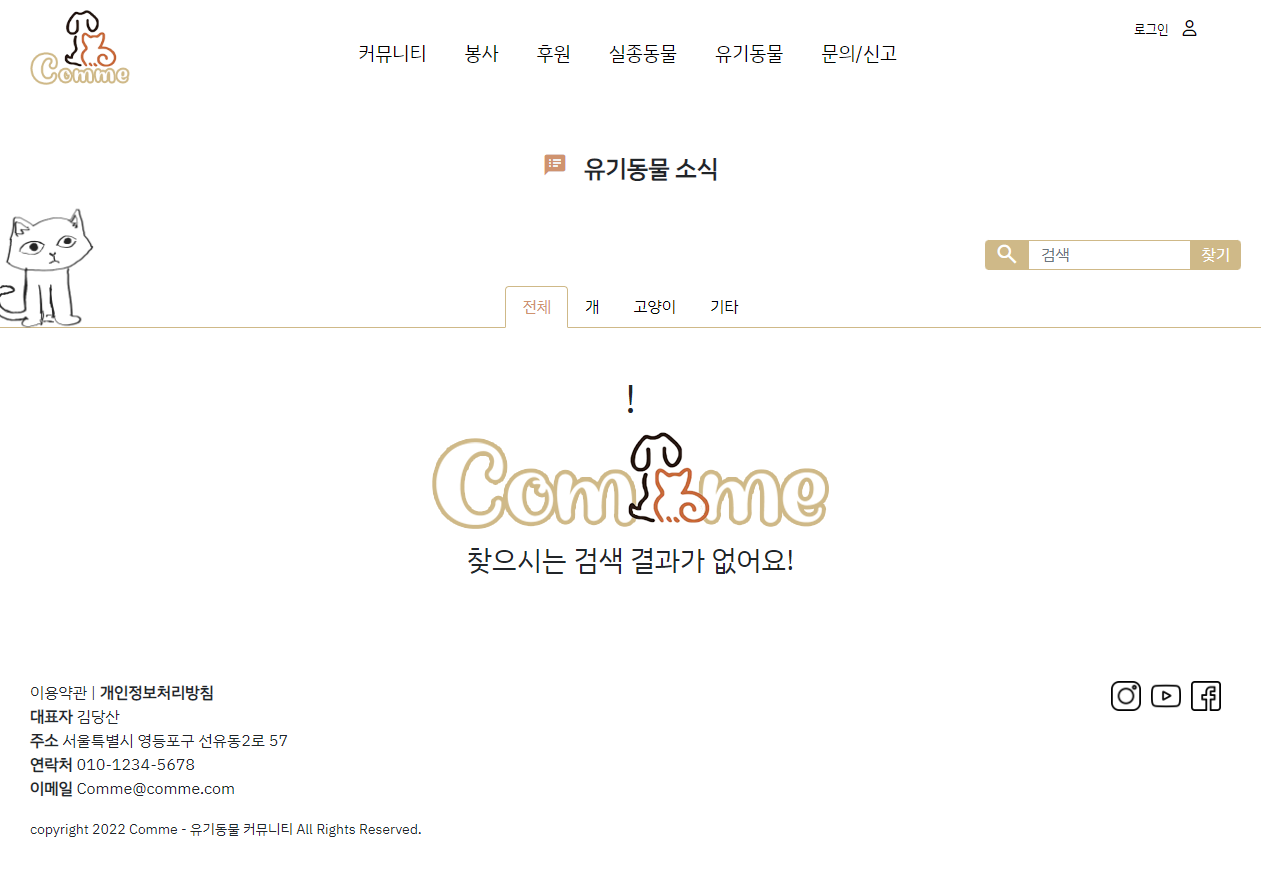 Comme
커뮤니티 봉사 후원 실종동물 유기동물 문의/신고
로그인
유기동물 소식
검색 찾기
전체 개 고양이 기타
!
Comme
찾으시는 검색 결과가 없어요!
이용약관 | 개인정보처리방침
대표자 김당산
주소 서울특별시 영등포구 선유동2로 57
연락처 010-1234-5678
이메일 Comme@comme.com
copyright 2022 Comme - 유기동물 커뮤니티 All Rights Reserved.